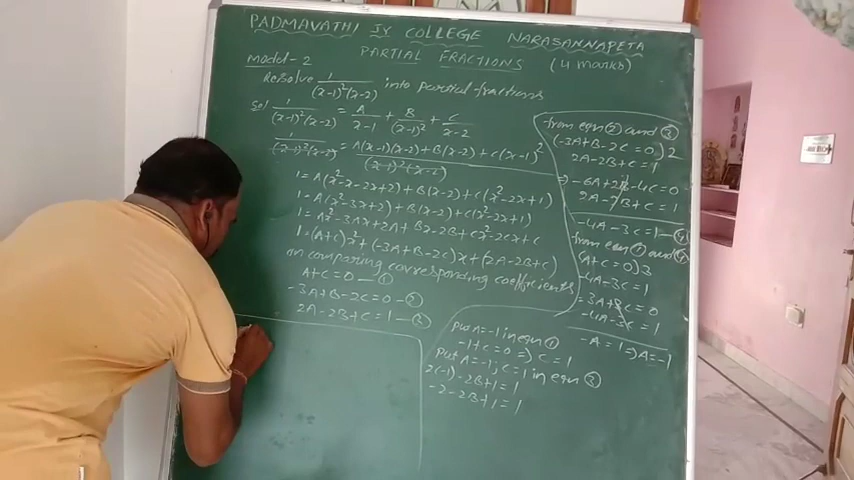 PADMAVATHI JY COLLEGE NARASANNAPETA
PARTIAL FRACTIONS (4 marks)
Model-2
Resolve 1/(x-1)²(x-2) into partial fractions
Sol 1/(x-1)²(x-2) = A/x-1 + B/(x-1)² + C/x-2
1/(x-1)²(x-2) = A(x-1)(x-2)+B(x-2)+C(x-1)²/(x-1)²(x-2)
1=A(x²-x-2x+2)+B(x-2)+C(x²-2x+1)
1=A(x²-3x+2)+B(x-2)+C(x²-2x+1)
1=Ax²-3Ax+2A+Bx-2B+Cx²-2Cx+C
1=(A+C)x²+(-3A+B-2C)x+(2A-2B+C)
on comparing corresponding coefficients
A+C=0 — ①
-3A+B-2C=0 — ②
2A-2B+C=1 — ③
from eqn ② and ③
(-3A+B-2C=0)2
2A-2B+C=1
⇒ -6A+2B-4C=0
2A-2B+C=1
-4A-3C=1 — ④
from eqn ① and ④
(A+C=0)3
-4A-3C=1
=3A+3C=0
-4A-3C=1
-A=1 ⇒ A=-1
Put A=-1 in eqn ①
-1+C=0 ⇒ C=1
Put A=-1, C=1 in eqn ③
2(-1)-2B+1=1
-2-2B+1=1